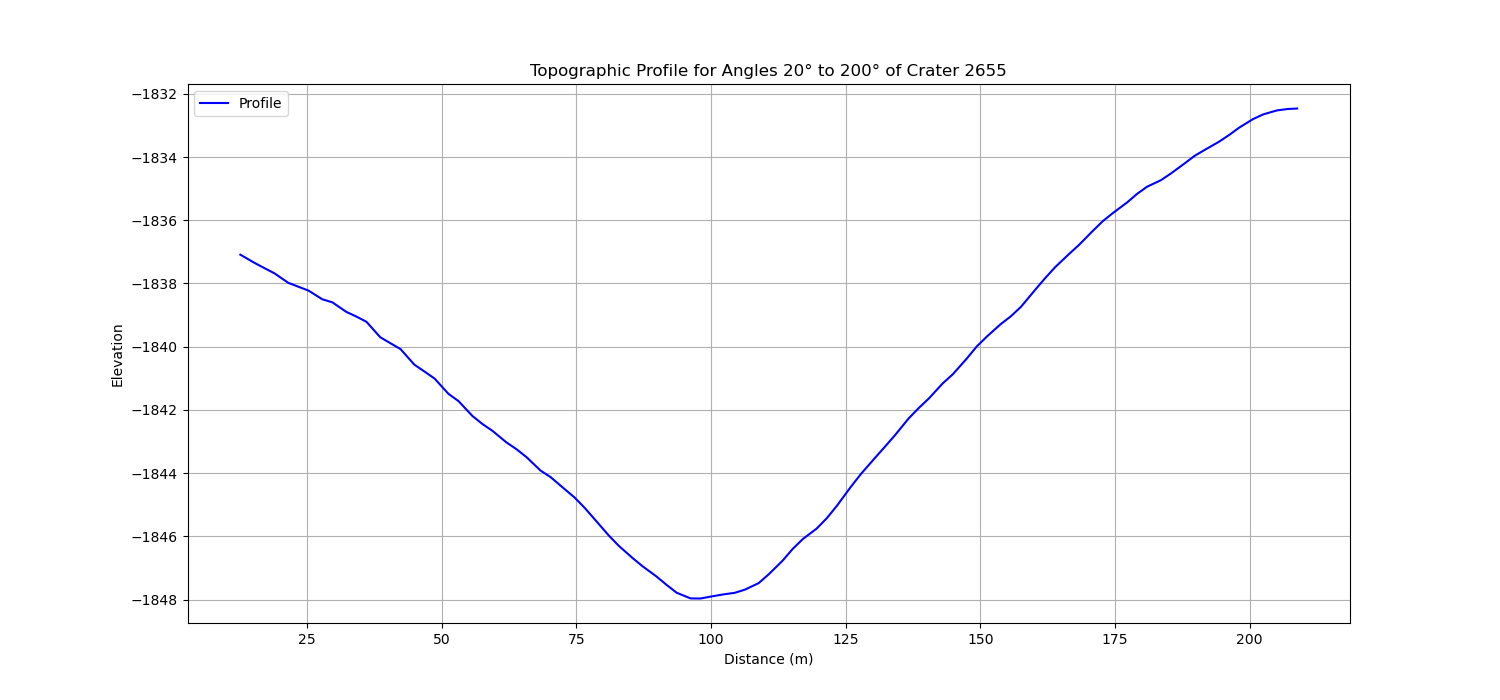 Topographic Profile for Angles 20° to 200° of Crater 2655
Profile
−1832
−1834
−1836
−1838
−1840
−1842
−1844
−1846
−1848
Elevation
25 50 75 100 125 150 175 200
Distance (m)